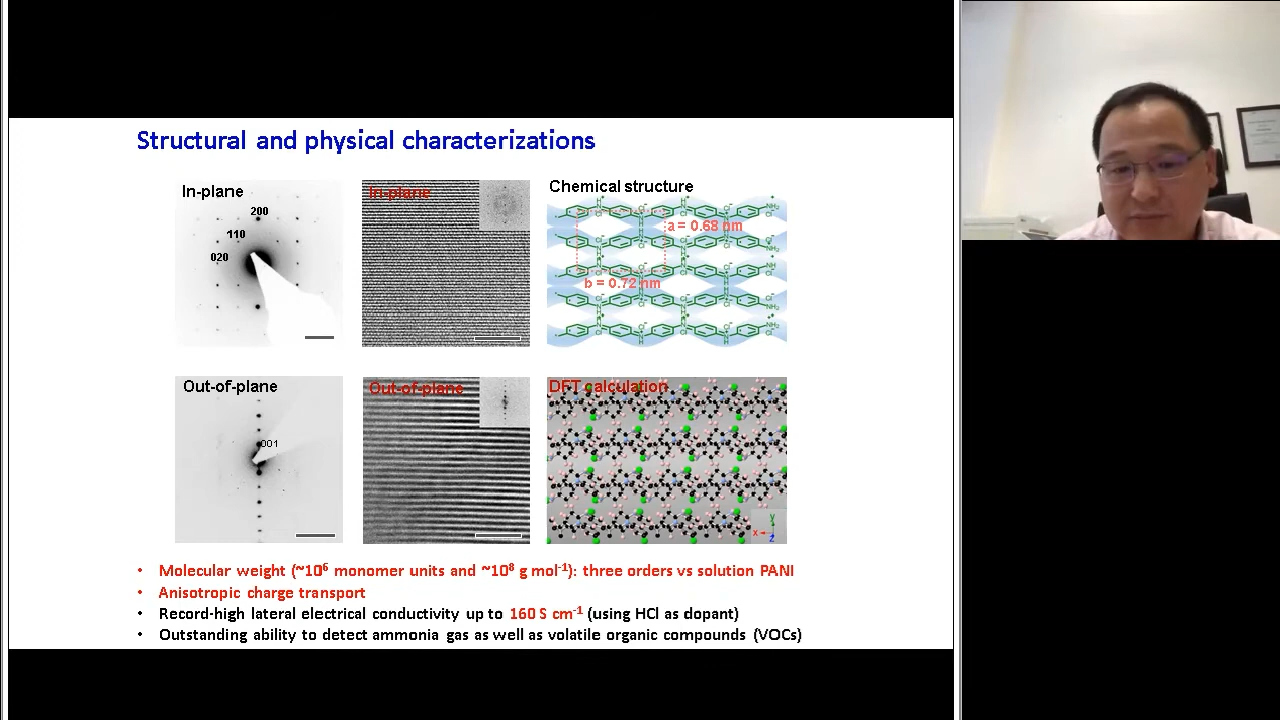 Structural and physical characterizations
In-plane
200
110
020
In-plane
Chemical structure
a = 0.68 nm
b = 0.72 nm
Out-of-plane
001
Out-of-plane
DFT calculation
y
x
z
• Molecular weight (~10⁶ monomer units and ~10⁸ g mol⁻¹): three orders vs solution PANI
• Anisotropic charge transport
• Record-high lateral electrical conductivity up to 160 S cm⁻¹ (using HCl as dopant)
• Outstanding ability to detect ammonia gas as well as volatile organic compounds (VOCs)